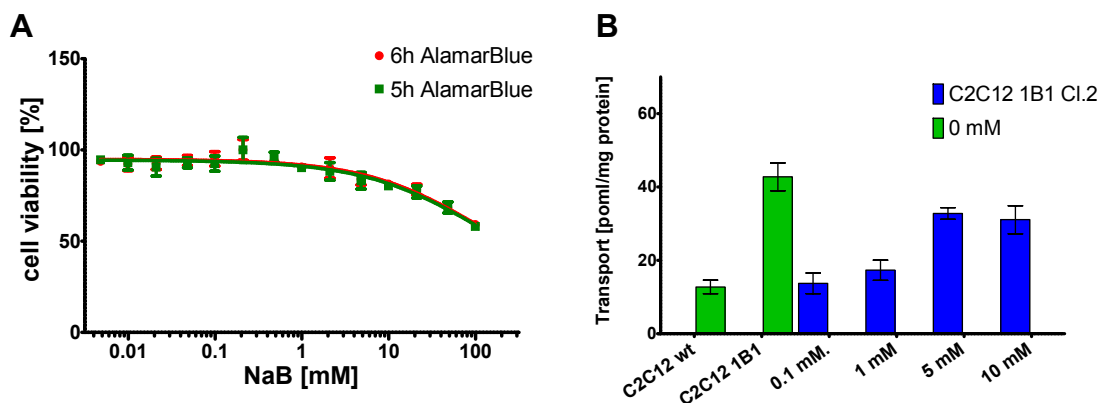 A
6h AlamarBlue
5h AlamarBlue
cell viability [%]
150
100
50
0
0.01 0.1 1 10 100
NaB [mM]
B
C2C12 1B1 Cl.2
0 mM
Transport [poml/mg protein]
60
40
20
0
C2C12 wt
C2C12 1B1
0.1 mM.
1 mM
5 mM
10 mM